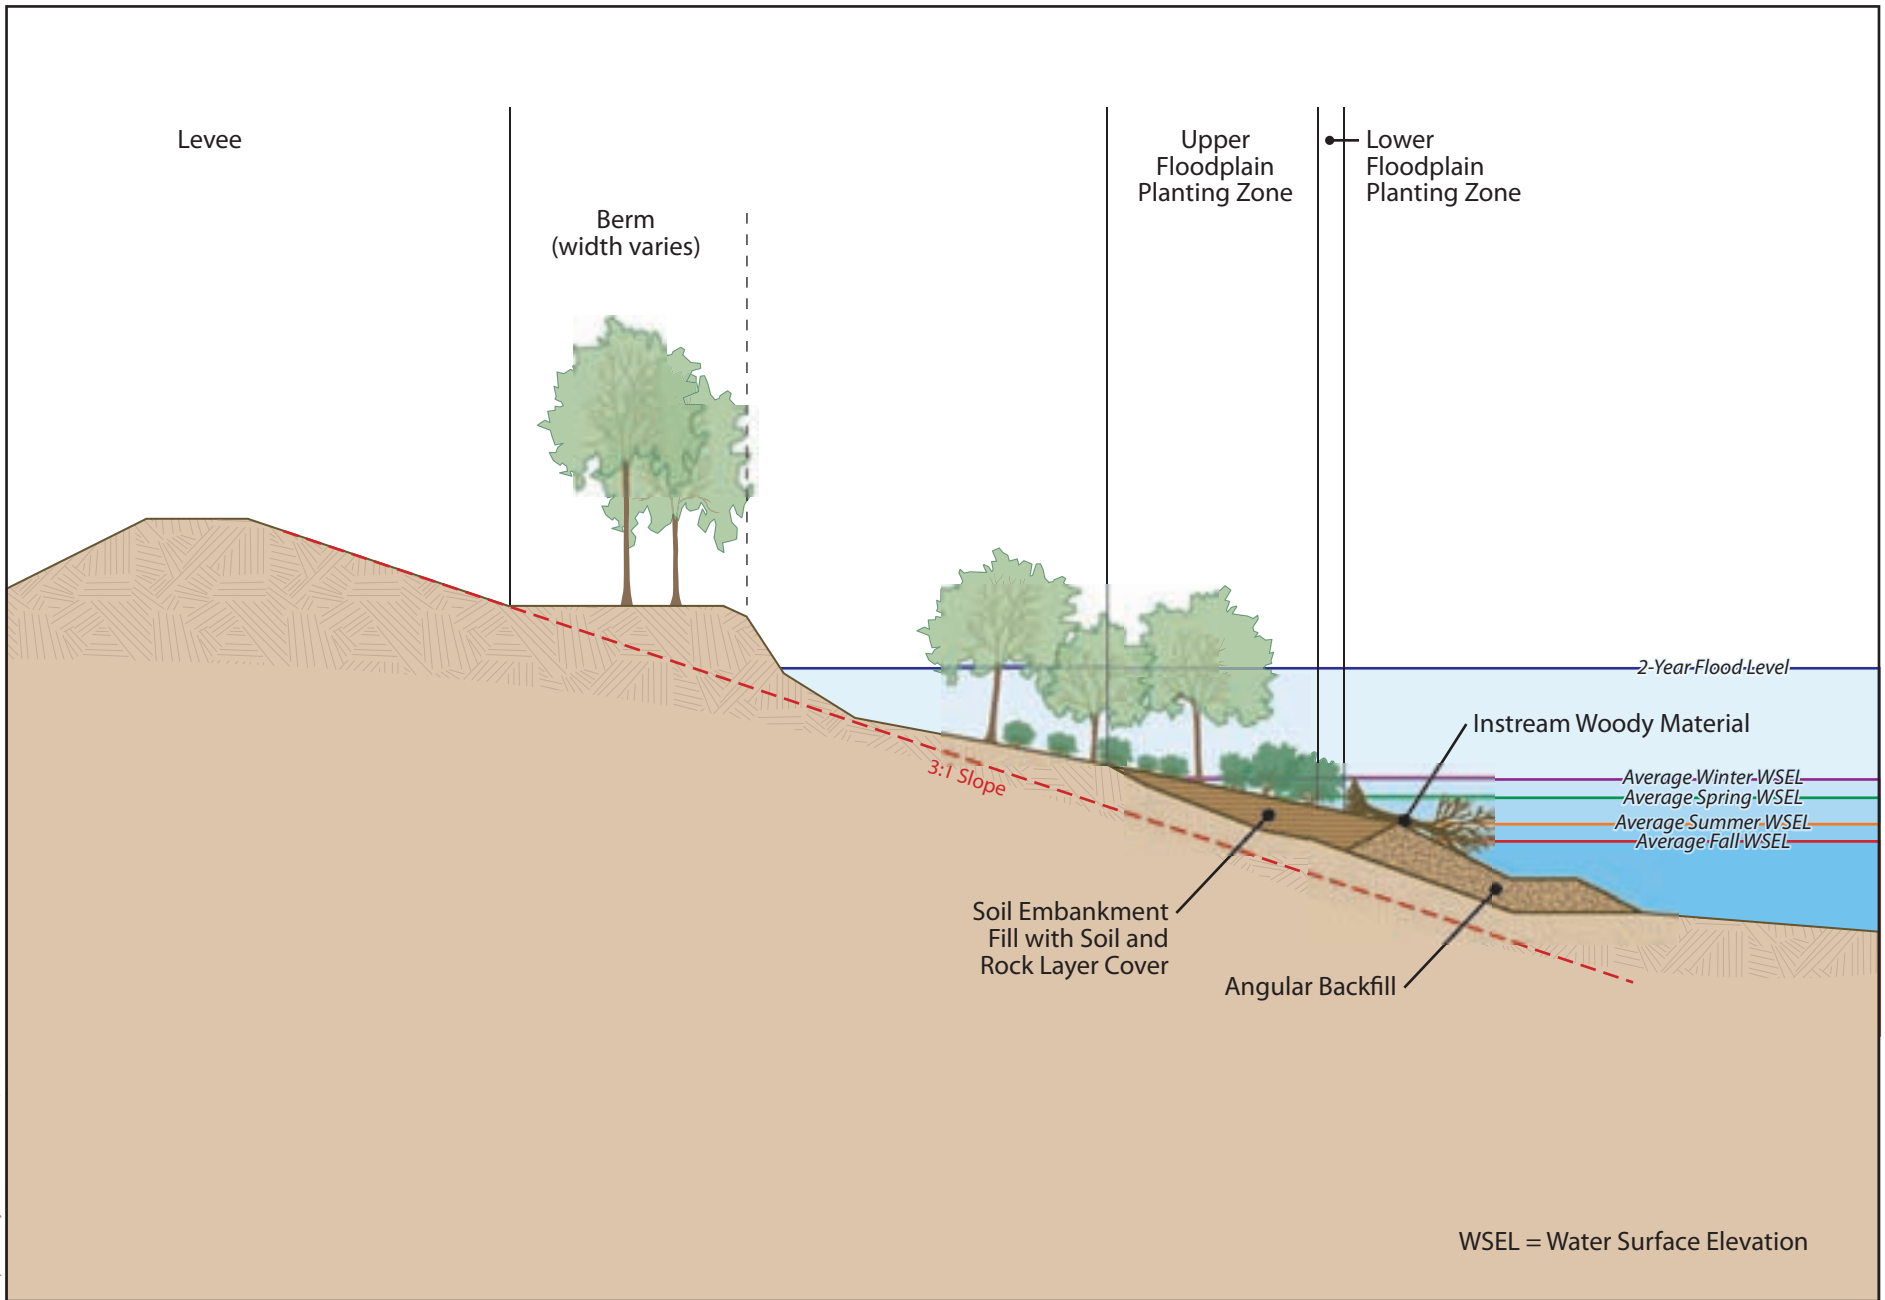 Levee
Berm
(width varies)
Upper
Floodplain
Planting Zone
Lower
Floodplain
Planting Zone
2-Year Flood Level
Instream Woody Material
Average Winter WSEL
Average Spring WSEL
Average Summer WSEL
Average Fall WSEL
3:1 Slope
Soil Embankment
Fill with Soil and
Rock Layer Cover
Angular Backfill
WSEL = Water Surface Elevation